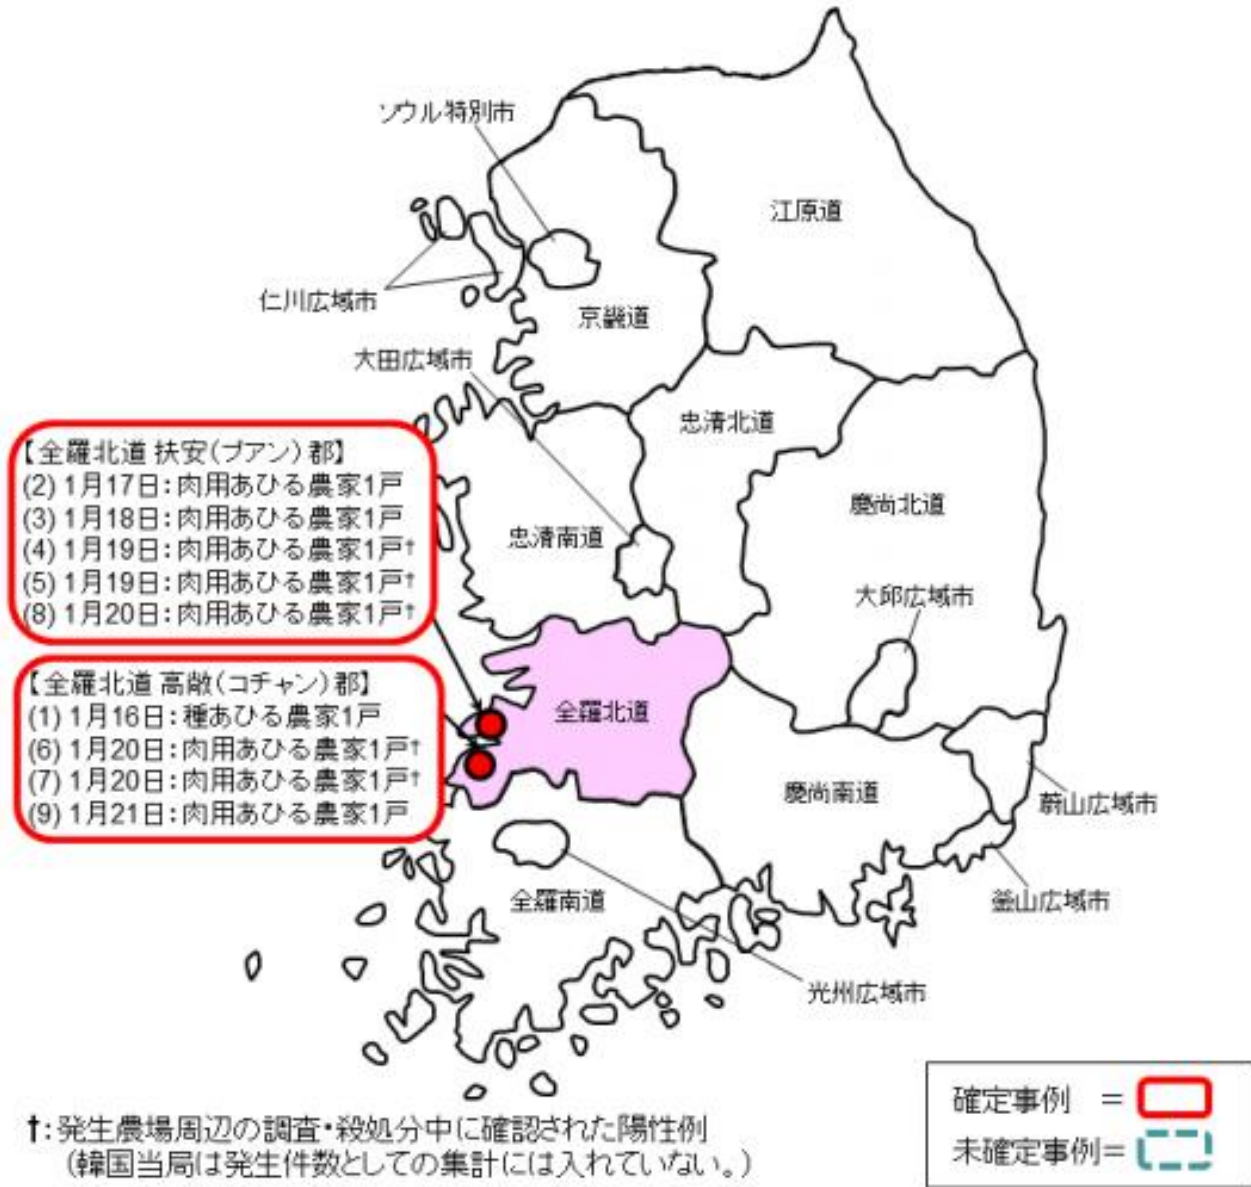 ソウル特別市
江原道
仁川広域市
京畿道
大田広域市
忠清北道
【全羅北道 扶安(ブアン)郡】
(2) 1月17日:肉用あひる農家1戸
(3) 1月18日:肉用あひる農家1戸
(4) 1月19日:肉用あひる農家1戸†
(5) 1月19日:肉用あひる農家1戸†
(8) 1月20日:肉用あひる農家1戸†
慶尚北道
忠清南道
大邱広域市
【全羅北道 高敞(コチャン)郡】
(1) 1月16日:種あひる農家1戸
(6) 1月20日:肉用あひる農家1戸†
(7) 1月20日:肉用あひる農家1戸†
(9) 1月21日:肉用あひる農家1戸
全羅北道
慶尚南道
蔚山広域市
全羅南道
釜山広域市
光州広域市
†:発生農場周辺の調査・殺処分中に確認された陽性例
(韓国当局は発生件数としての集計には入れていない。)
確定事例 =
未確定事例=